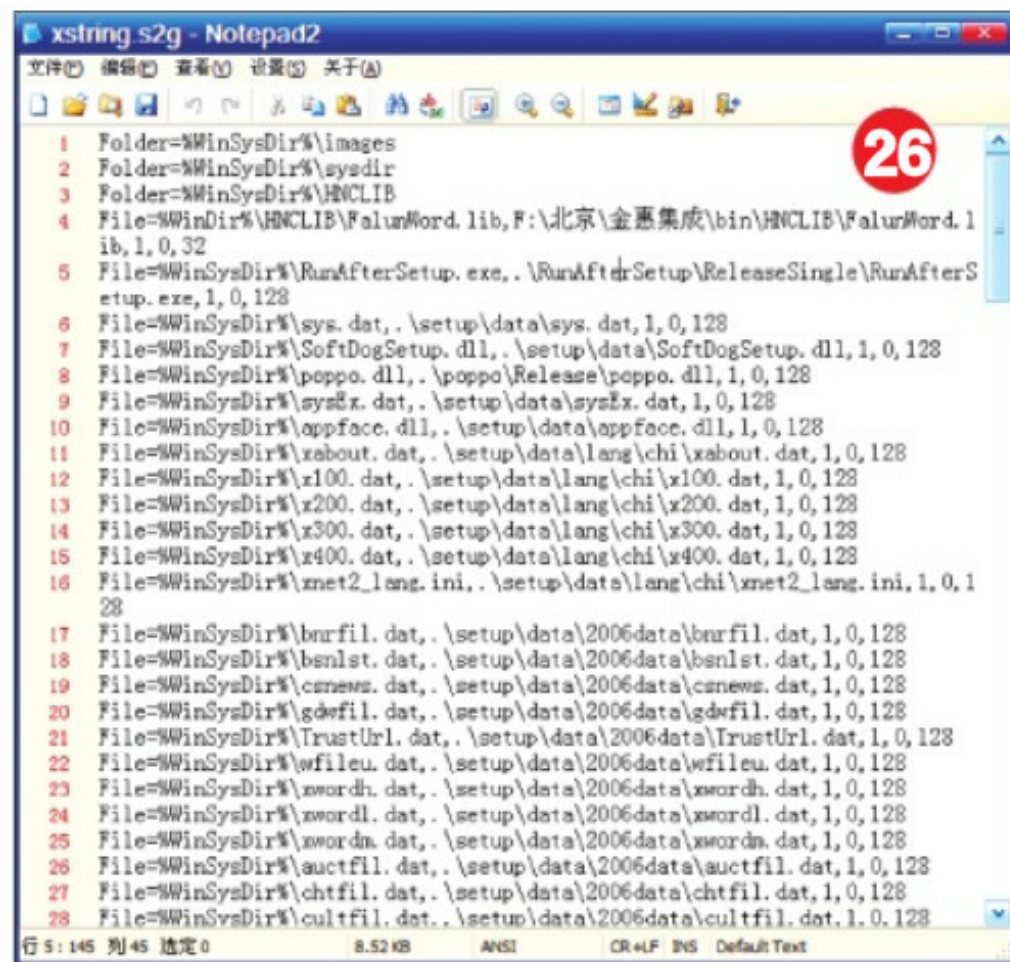 xstring.s2g - Notepad2
文件(F) 编辑(E) 查看(V) 设置(S) 关于(A)
26
1 Folder=%WinSysDir%\images
2 Folder=%WinSysDir%\sysdir
3 Folder=%WinSysDir%\HNCLIB
4 File=%WinDir%\HNCLIB\FalunWord.lib,F:\北京\金惠集成\bin\HNCLIB\FalunWord.l
ib,1,0,32
5 File=%WinSysDir%\RunAfterSetup.exe,.\RunAfterSetup\ReleaseSingle\RunAfterS
etup.exe,1,0,128
6 File=%WinSysDir%\sys.dat,.\setup\data\sys.dat,1,0,128
7 File=%WinSysDir%\SoftDogSetup.dll,.\setup\data\SoftDogSetup.dll,1,0,128
8 File=%WinSysDir%\poppo.dll,.\poppo\Release\poppo.dll,1,0,128
9 File=%WinSysDir%\sysEx.dat,.\setup\data\sysEx.dat,1,0,128
10 File=%WinSysDir%\appface.dll,.\setup\data\appface.dll,1,0,128
11 File=%WinSysDir%\xabout.dat,.\setup\data\lang\chi\xabout.dat,1,0,128
12 File=%WinSysDir%\x100.dat,.\setup\data\lang\chi\x100.dat,1,0,128
13 File=%WinSysDir%\x200.dat,.\setup\data\lang\chi\x200.dat,1,0,128
14 File=%WinSysDir%\x300.dat,.\setup\data\lang\chi\x300.dat,1,0,128
15 File=%WinSysDir%\x400.dat,.\setup\data\lang\chi\x400.dat,1,0,128
16 File=%WinSysDir%\xnet2_lang.ini,.\setup\data\lang\chi\xnet2_lang.ini,1,0,1
28
17 File=%WinSysDir%\bnrfil.dat,.\setup\data\2006data\bnrfil.dat,1,0,128
18 File=%WinSysDir%\bsnlst.dat,.\setup\data\2006data\bsnlst.dat,1,0,128
19 File=%WinSysDir%\csnews.dat,.\setup\data\2006data\csnews.dat,1,0,128
20 File=%WinSysDir%\gdwfil.dat,.\setup\data\2006data\gdwfil.dat,1,0,128
21 File=%WinSysDir%\TrustUrl.dat,.\setup\data\2006data\TrustUrl.dat,1,0,128
22 File=%WinSysDir%\wfileu.dat,.\setup\data\2006data\wfileu.dat,1,0,128
23 File=%WinSysDir%\xwordh.dat,.\setup\data\2006data\xwordh.dat,1,0,128
24 File=%WinSysDir%\xwordl.dat,.\setup\data\2006data\xwordl.dat,1,0,128
25 File=%WinSysDir%\xwordm.dat,.\setup\data\2006data\xwordm.dat,1,0,128
26 File=%WinSysDir%\auctfil.dat,.\setup\data\2006data\auctfil.dat,1,0,128
27 File=%WinSysDir%\chtfil.dat,.\setup\data\2006data\chtfil.dat,1,0,128
28 File=%WinSysDir%\cultfil.dat,.\setup\data\2006data\cultfil.dat,1,0,128
行 5 : 145 列 45 选定 0 8.52 KB ANSI CR+LF INS Default Text